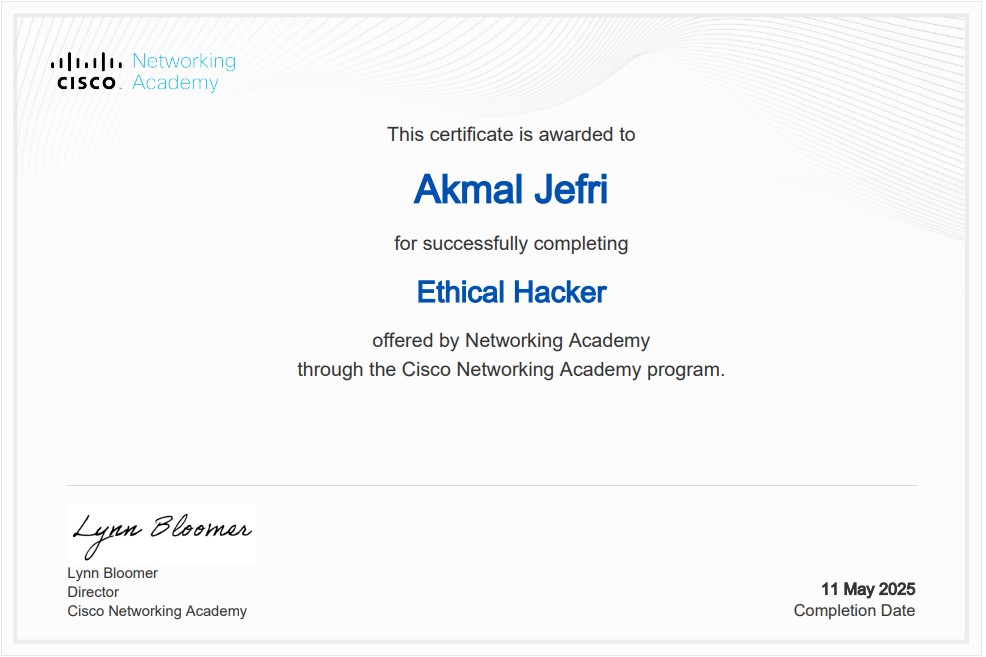 Networking
CISCO Academy
This certificate is awarded to
Akmal Jefri
for successfully completing
Ethical Hacker
offered by Networking Academy
through the Cisco Networking Academy program.
Lynn Bloomer
Lynn Bloomer
Director
Cisco Networking Academy
11 May 2025
Completion Date